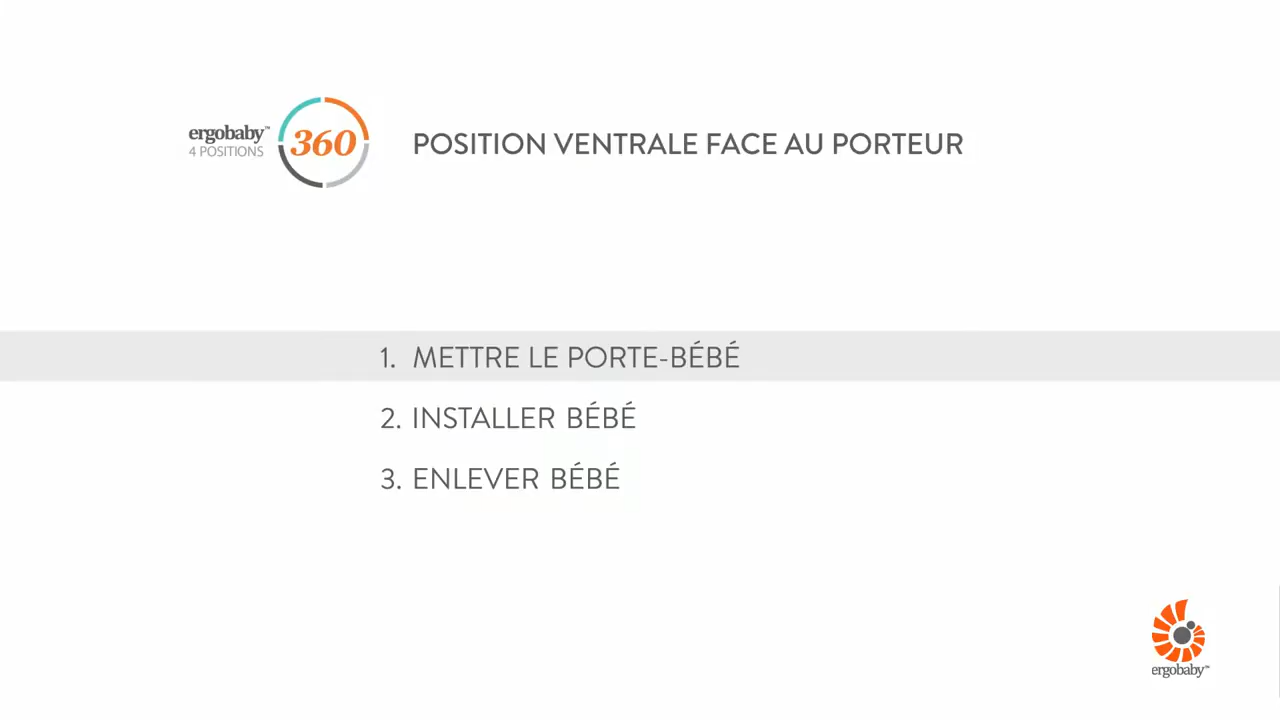 ergobaby™
4 POSITIONS
360
POSITION VENTRALE FACE AU PORTEUR
1. METTRE LE PORTE-BÉBÉ
2. INSTALLER BÉBÉ
3. ENLEVER BÉBÉ
ergobaby™